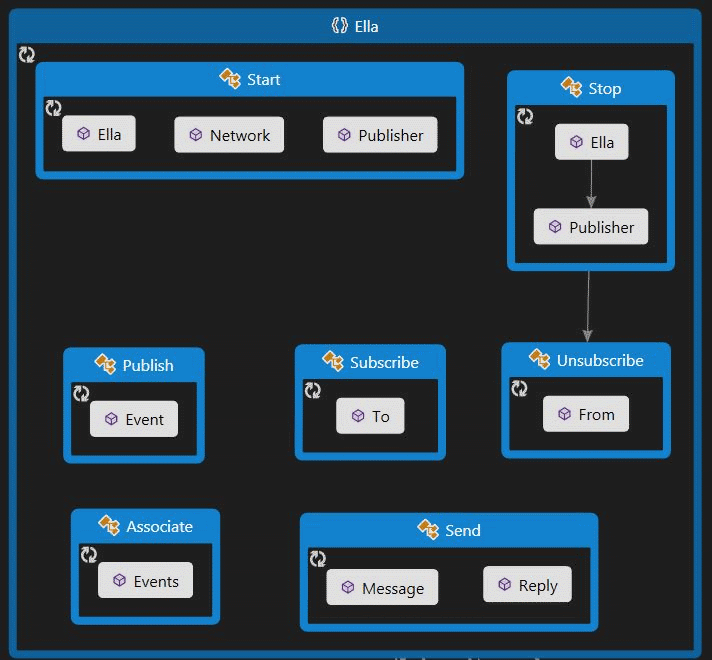 Ella
Start
Ella Network Publisher
Stop
Ella
Publisher
Publish
Event
Subscribe
To
Unsubscribe
From
Associate
Events
Send
Message Reply